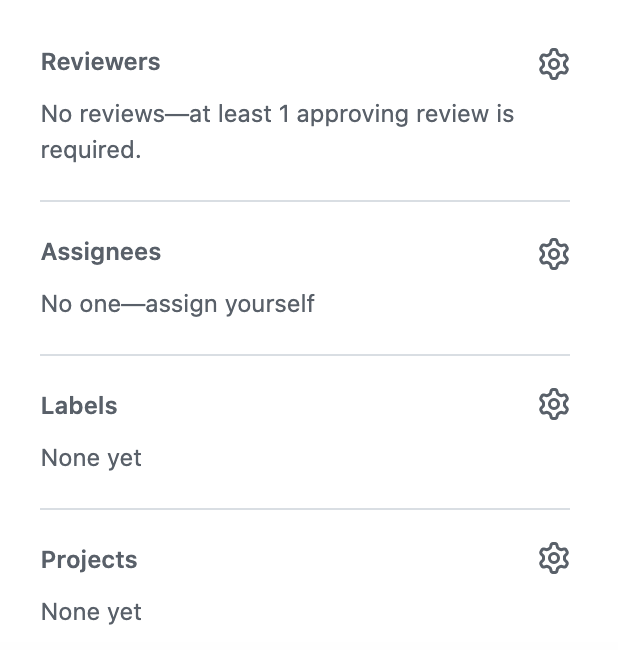 Reviewers
No reviews—at least 1 approving review is
required.
Assignees
No one—assign yourself
Labels
None yet
Projects
None yet